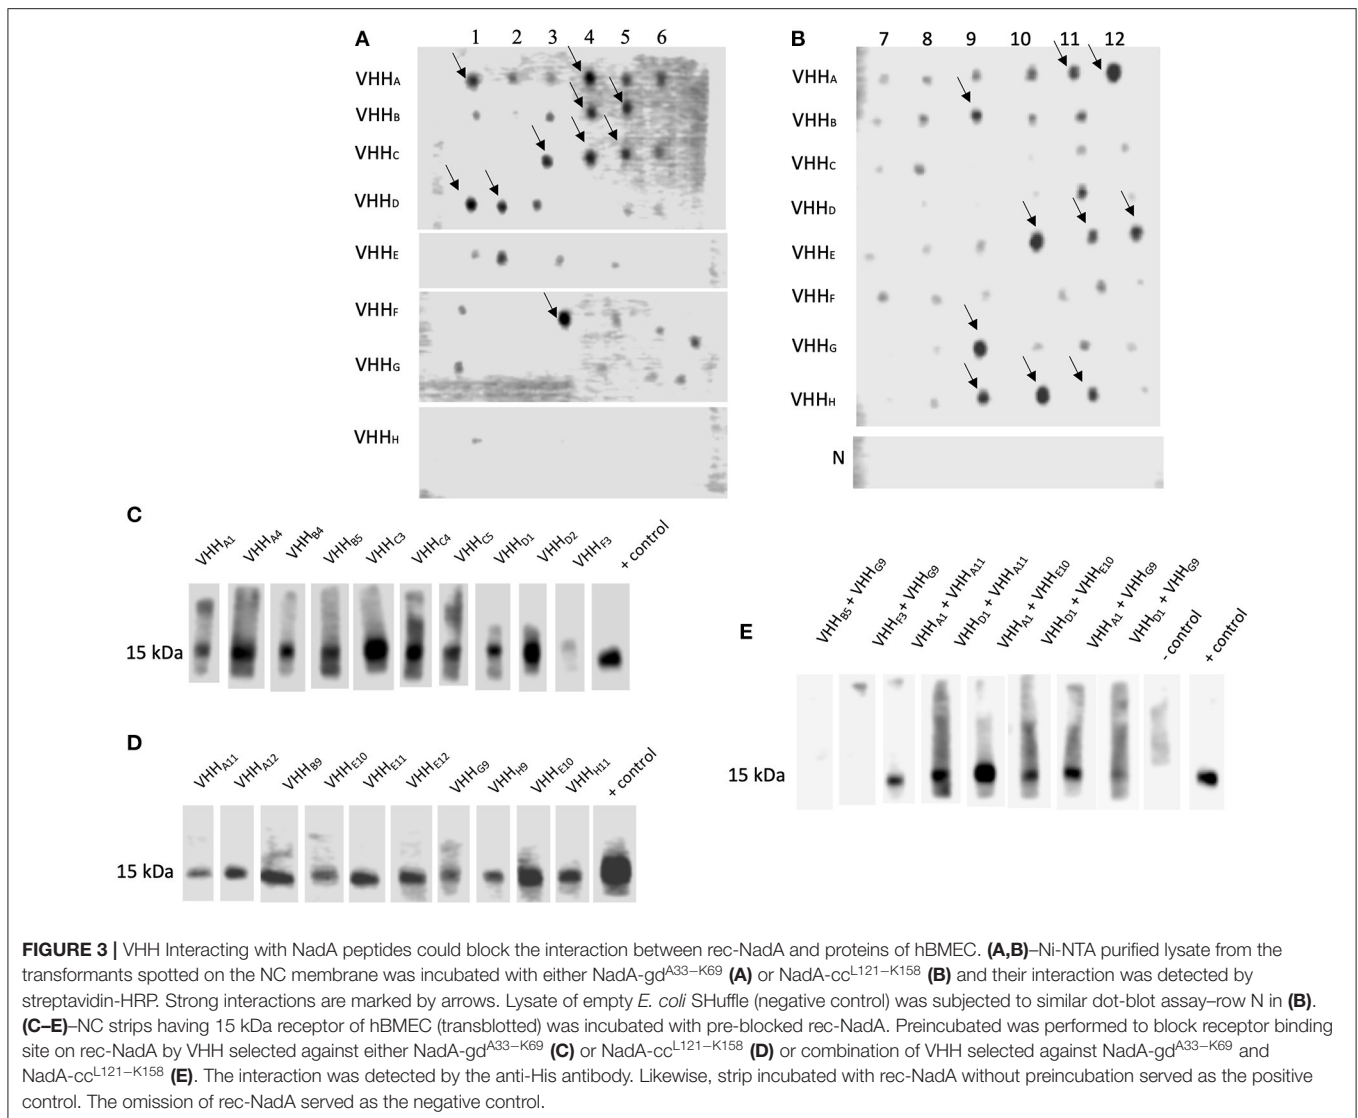 A
1 2 3 4 5 6
VHHA
VHHB
VHHC
VHHD
VHHE
VHHF
VHHG
VHHH
B
7 8 9 10 11 12
VHHA
VHHB
VHHC
VHHD
VHHE
VHHF
VHHG
VHHH
N
C
VHHA1 VHHA4 VHHB4 VHHB5 VHHC3 VHHC4 VHHC5 VHHD1 VHHD2 VHHF3 + control
15 kDa
D
VHHA11 VHHA12 VHHB9 VHHE10 VHHE11 VHHE12 VHHG9 VHHH9 VHHE10 VHHH11 + control
15 kDa
E
VHHB5 + VHHG9 VHHF3 + VHHG9 VHHA1 + VHHA11 VHHD1 + VHHA11 VHHA1 + VHHE10 VHHD1 + VHHE10 VHHA1 + VHHG9 VHHD1 + VHHG9 - control + control
15 kDa
FIGURE 3 | VHH Interacting with NadA peptides could block the interaction between rec-NadA and proteins of hBMEC. (A,B)–Ni-NTA purified lysate from the
transformants spotted on the NC membrane was incubated with either NadA-gdA33−K69 (A) or NadA-ccL121−K158 (B) and their interaction was detected by
streptavidin-HRP. Strong interactions are marked by arrows. Lysate of empty E. coli SHuffle (negative control) was subjected to similar dot-blot assay–row N in (B).
(C–E)–NC strips having 15 kDa receptor of hBMEC (transblotted) was incubated with pre-blocked rec-NadA. Preincubated was performed to block receptor binding
site on rec-NadA by VHH selected against either NadA-gdA33−K69 (C) or NadA-ccL121−K158 (D) or combination of VHH selected against NadA-gdA33−K69 and
NadA-ccL121−K158 (E). The interaction was detected by the anti-His antibody. Likewise, strip incubated with rec-NadA without preincubation served as the positive
control. The omission of rec-NadA served as the negative control.